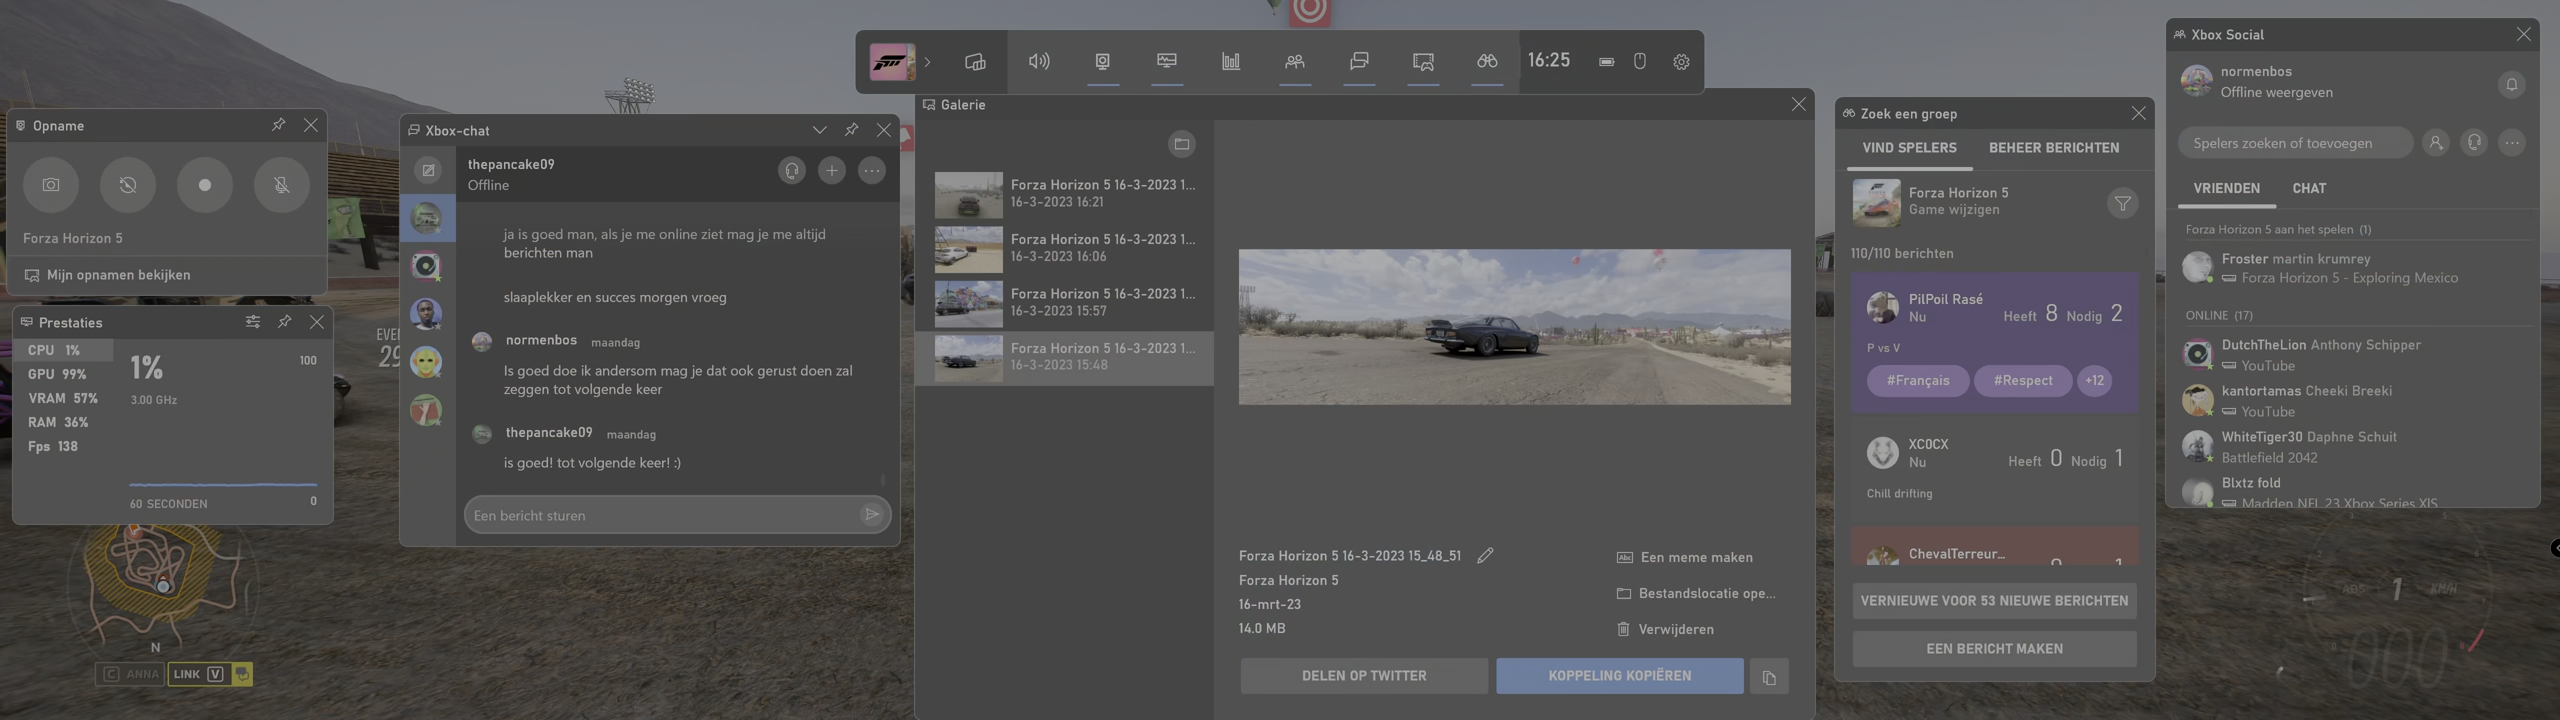 16:25
Opname
Forza Horizon 5
Mijn opnamen bekijken
Prestaties
CPU 1%
GPU 99%
VRAM 57%
RAM 36%
Fps 138
1%
3.00 GHz
100
60 SECONDEN
0
N
C ANNA
LINK V
Xbox-chat
thepancake09
Offline
ja is goed man, als je me online ziet mag je me altijd
berichten man
slaaplekker en succes morgen vroeg
normenbos maandag
Is goed doe ik andersom mag je dat ook gerust doen zal
zeggen tot volgende keer
thepancake09 maandag
is goed! tot volgende keer! :)
Een bericht sturen
Galerie
Forza Horizon 5 16-3-2023 1...
16-3-2023 16:21
Forza Horizon 5 16-3-2023 1...
16-3-2023 16:06
Forza Horizon 5 16-3-2023 1...
16-3-2023 15:57
Forza Horizon 5 16-3-2023 1...
16-3-2023 15:48
Forza Horizon 5 16-3-2023 15_48_51
Forza Horizon 5
16-mrt-23
14.0 MB
Abc Een meme maken
Bestandslocatie ope...
Verwijderen
DELEN OP TWITTER
KOPPELING KOPIËREN
Zoek een groep
VIND SPELERS
BEHEER BERICHTEN
Forza Horizon 5
Game wijzigen
110/110 berichten
PilPoil Rasé
Nu
Heeft 8 Nodig 2
P vs V
#Français #Respect +12
XC0CX
Nu
Heeft 0 Nodig 1
Chill drifting
ChevalTerreur...
VERNIEUWE VOOR 53 NIEUWE BERICHTEN
EEN BERICHT MAKEN
Xbox Social
normenbos
Offline weergeven
Spelers zoeken of toevoegen
VRIENDEN
CHAT
Forza Horizon 5 aan het spelen (1)
Froster martin krumrey
Forza Horizon 5 - Exploring Mexico
ONLINE (17)
DutchTheLion Anthony Schipper
YouTube
kantortamas Cheeki Breeki
YouTube
WhiteTiger30 Daphne Schuit
Battlefield 2042
Blxtz fold
Madden NFL 23 Xbox Series X|S
ABS
1
KM/H
000